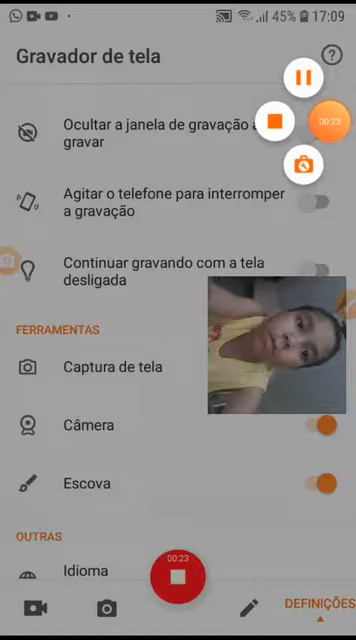 45% 17:09
Gravador de tela
00:23
Ocultar a janela de gravação
gravar
Agitar o telefone para interromper
a gravação
Continuar gravando com a tela
desligada
FERRAMENTAS
Captura de tela
Câmera
Escova
OUTRAS
00:23
Idioma
DEFINIÇÕES